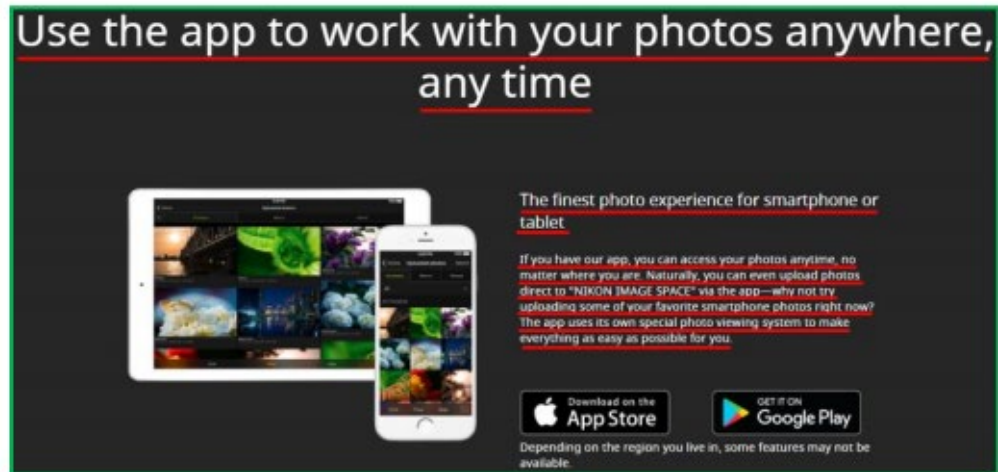 Use the app to work with your photos anywhere,
any time
The finest photo experience for smartphone or
tablet
If you have our app, you can access your photos anytime, no
matter where you are. Naturally, you can even upload photos
direct to "NIKON IMAGE SPACE" via the app—why not try
uploading some of your favorite smartphone photos right now?
The app uses its own special photo viewing system to make
everything as easy as possible for you.
Download on the
App Store
GET IT ON
Google Play
Depending on the region you live in, some features may not be
available.